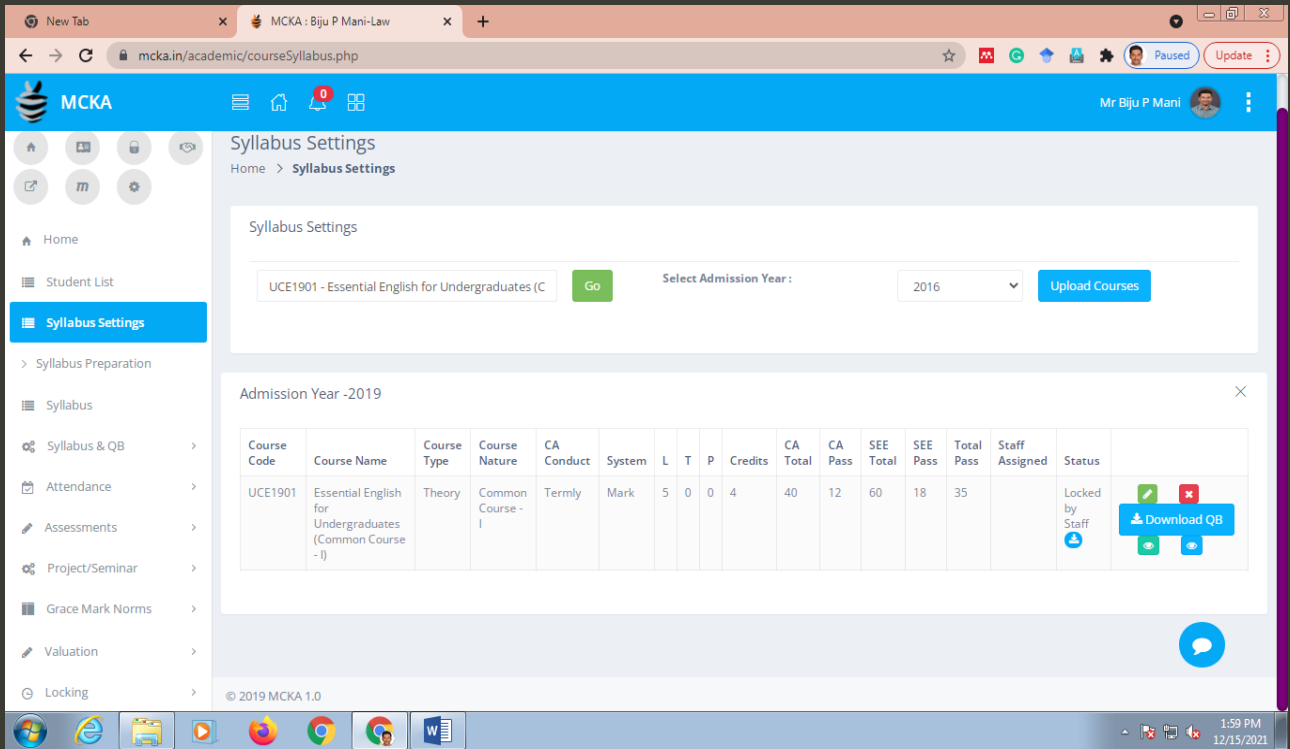 New Tab
MCKA : Biju P Mani-Law
mcka.in/academic/courseSyllabus.php
Paused
Update
MCKA
0
Mr Biju P Mani
m
Syllabus Settings
Home > Syllabus Settings
Home
Student List
Syllabus Settings
Syllabus Preparation
Syllabus
Syllabus & QB
Attendance
Assessments
Project/Seminar
Grace Mark Norms
Valuation
Locking
Syllabus Settings
UCE1901 - Essential English for Undergraduates (C
Go
Select Admission Year :
2016
Upload Courses
Admission Year -2019
Course Code
Course Name
Course Type
Course Nature
CA Conduct
System
L
T
P
Credits
CA Total
CA Pass
SEE Total
SEE Pass
Total Pass
Staff Assigned
Status
UCE1901
Essential English
for
Undergraduates
(Common Course
- I)
Theory
Common
Course -
I
Termly
Mark
5
0
0
4
40
12
60
18
35
Locked
by
Staff
Download QB
© 2019 MCKA 1.0
W
1:59 PM
12/15/2021